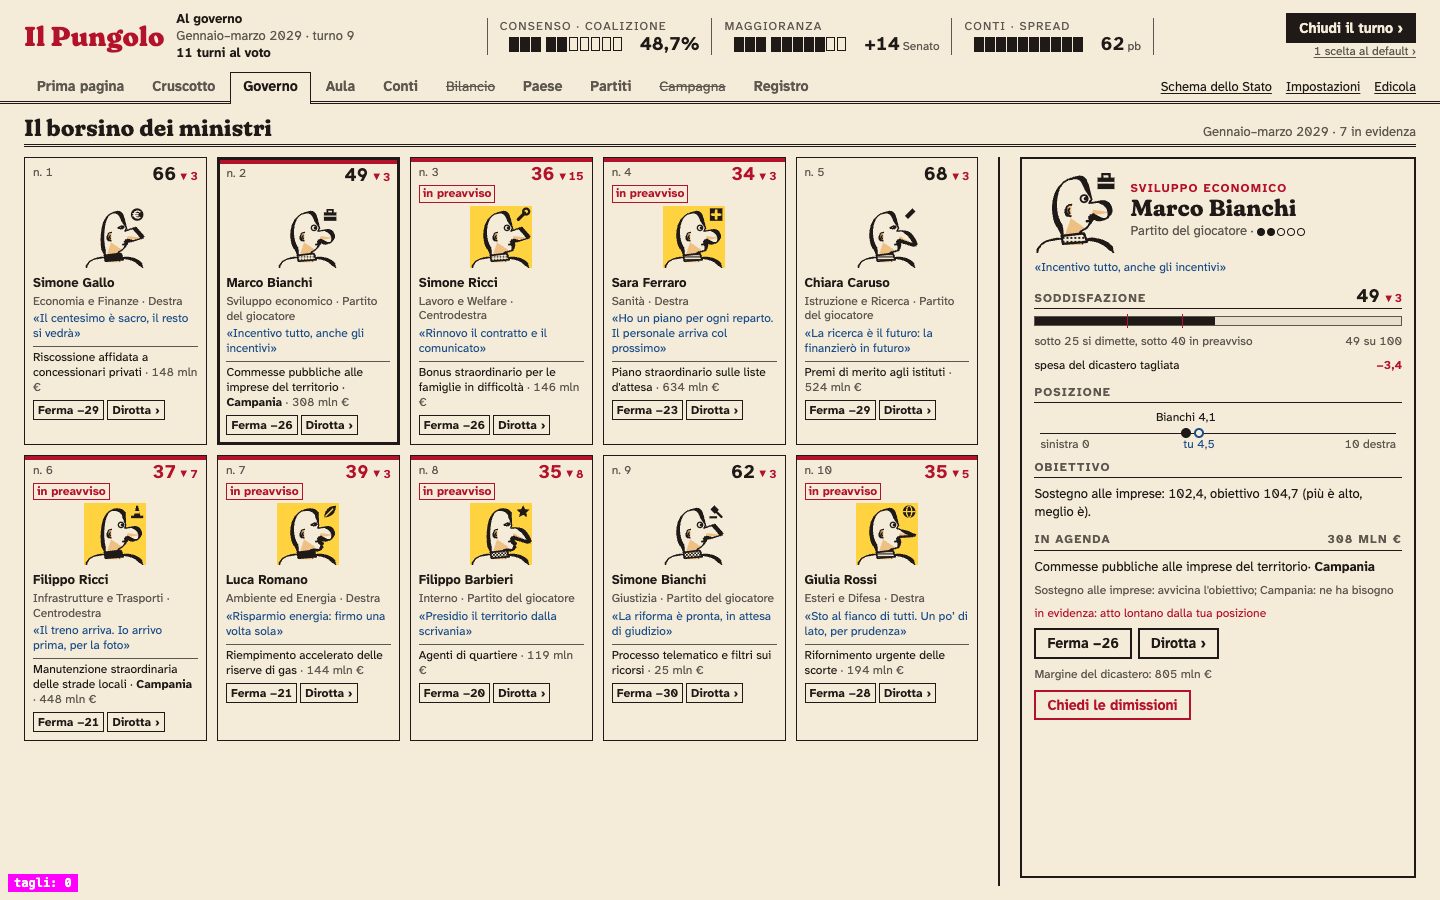 Il Pungolo
Al governo
Gennaio–marzo 2029 · turno 9
11 turni al voto
CONSENSO · COALIZIONE
48,7%
MAGGIORANZA
+14 Senato
CONTI · SPREAD
62 pb
Chiudi il turno ›
1 scelta al default ›
Prima pagina
Cruscotto
Governo
Aula
Conti
Bilancio
Paese
Partiti
Campagna
Registro
Schema dello Stato
Impostazioni
Edicola
Il borsino dei ministri
Gennaio–marzo 2029 · 7 in evidenza
n. 1
66 ▼ 3
Simone Gallo
Economia e Finanze · Destra
«Il centesimo è sacro, il resto
si vedrà»
Riscossione affidata a
concessionari privati · 148 mln
€
Ferma −29
Dirotta ›
n. 2
49 ▼ 3
Marco Bianchi
Sviluppo economico · Partito
del giocatore
«Incentivo tutto, anche gli
incentivi»
Commesse pubbliche alle
imprese del territorio ·
Campania · 308 mln €
Ferma −26
Dirotta ›
n. 3
36 ▼ 15
in preavviso
Simone Ricci
Lavoro e Welfare ·
Centrodestra
«Rinnovo il contratto e il
comunicato»
Bonus straordinario per le
famiglie in difficoltà · 146 mln
€
Ferma −26
Dirotta ›
n. 4
34 ▼ 3
in preavviso
Sara Ferraro
Sanità · Destra
«Ho un piano per ogni reparto.
Il personale arriva col
prossimo»
Piano straordinario sulle liste
d'attesa · 634 mln €
Ferma −23
Dirotta ›
n. 5
68 ▼ 3
Chiara Caruso
Istruzione e Ricerca · Partito
del giocatore
«La ricerca è il futuro: la
finanzierò in futuro»
Premi di merito agli istituti ·
524 mln €
Ferma −29
Dirotta ›
n. 6
37 ▼ 7
in preavviso
Filippo Ricci
Infrastrutture e Trasporti ·
Centrodestra
«Il treno arriva. Io arrivo
prima, per la foto»
Manutenzione straordinaria
delle strade locali · Campania
· 448 mln €
Ferma −21
Dirotta ›
n. 7
39 ▼ 3
in preavviso
Luca Romano
Ambiente ed Energia · Destra
«Risparmio energia: firmo una
volta sola»
Riempimento accelerato delle
riserve di gas · 144 mln €
Ferma −21
Dirotta ›
n. 8
35 ▼ 8
in preavviso
Filippo Barbieri
Interno · Partito del giocatore
«Presidio il territorio dalla
scrivania»
Agenti di quartiere · 119 mln
€
Ferma −20
Dirotta ›
n. 9
62 ▼ 3
Simone Bianchi
Giustizia · Partito del giocatore
«La riforma è pronta, in attesa
di giudizio»
Processo telematico e filtri sui
ricorsi · 25 mln €
Ferma −30
Dirotta ›
n. 10
35 ▼ 5
in preavviso
Giulia Rossi
Esteri e Difesa · Destra
«Sto al fianco di tutti. Un po' di
lato, per prudenza»
Rifornimento urgente delle
scorte · 194 mln €
Ferma −28
Dirotta ›
SVILUPPO ECONOMICO
Marco Bianchi
Partito del giocatore · ●●○○○
«Incentivo tutto, anche gli incentivi»
SODDISFAZIONE
49 ▼ 3
sotto 25 si dimette, sotto 40 in preavviso
49 su 100
spesa del dicastero tagliata
−3,4
POSIZIONE
Bianchi 4,1
sinistra 0
tu 4,5
10 destra
OBIETTIVO
Sostegno alle imprese: 102,4, obiettivo 104,7 (più è alto,
meglio è).
IN AGENDA
308 MLN €
Commesse pubbliche alle imprese del territorio· Campania
Sostegno alle imprese: avvicina l'obiettivo; Campania: ne ha bisogno
in evidenza: atto lontano dalla tua posizione
Ferma −26
Dirotta ›
Margine del dicastero: 805 mln €
Chiedi le dimissioni
tagli: 0